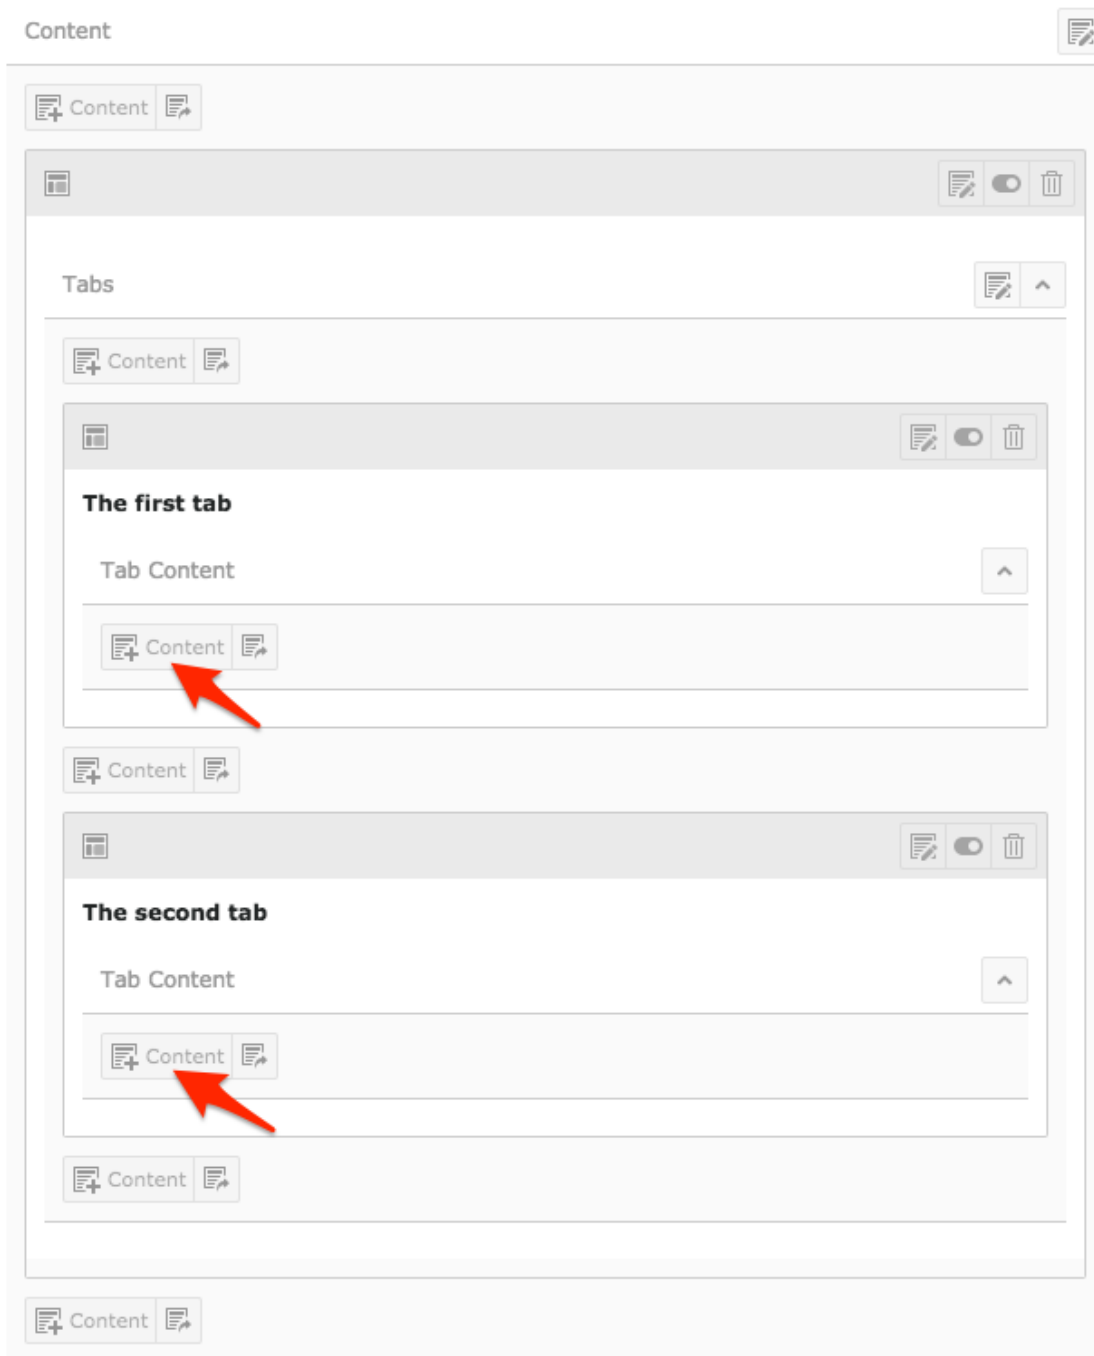 Content
Content
Tabs
Content
The first tab
Tab Content
Content
Content
The second tab
Tab Content
Content
Content
Content